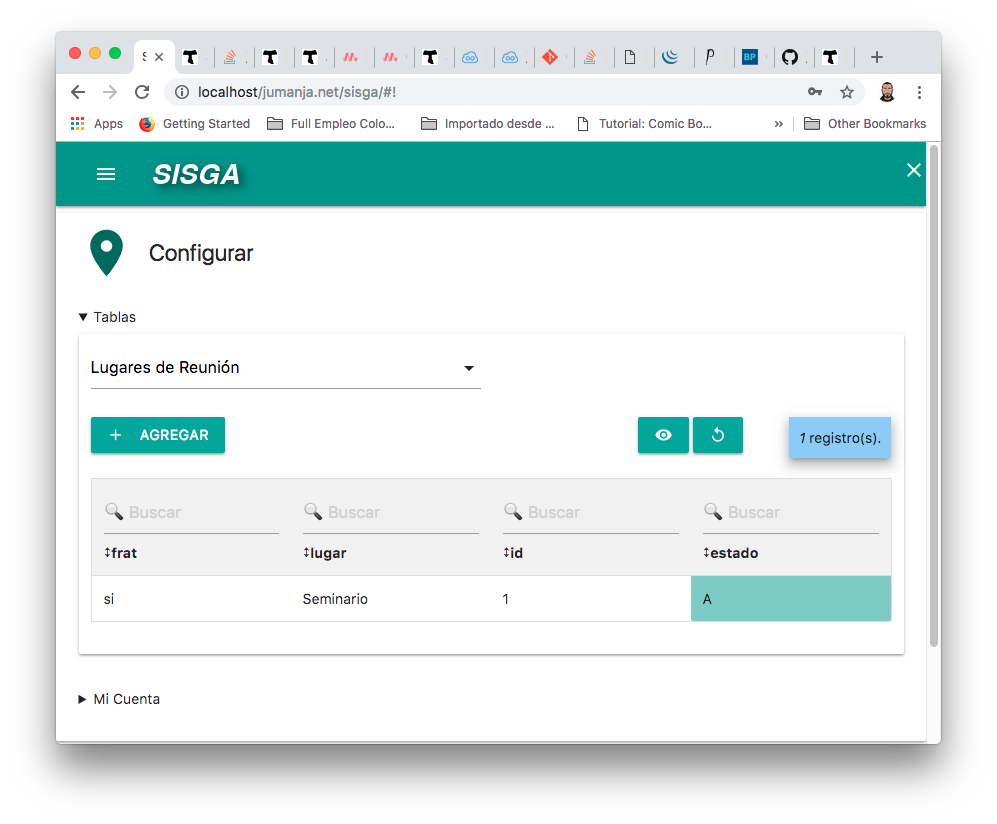 S
localhost/jumanja.net/sisga/#!
Apps Getting Started Full Empleo Colo... Importado desde ... Tutorial: Comic Bo... » Other Bookmarks
SISGA
Configurar
▼ Tablas
Lugares de Reunión
+ AGREGAR
1 registro(s).
Buscar Buscar Buscar Buscar
↕frat ↕lugar ↕id ↕estado
si Seminario 1 A
▶ Mi Cuenta